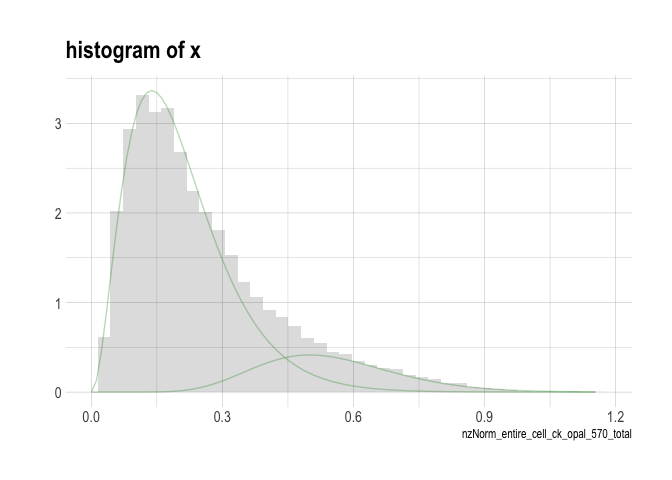 histogram of x
3
2
1
0
0.0 0.3 0.6 0.9 1.2
nzNorm_entire_cell_ck_opal_570_total